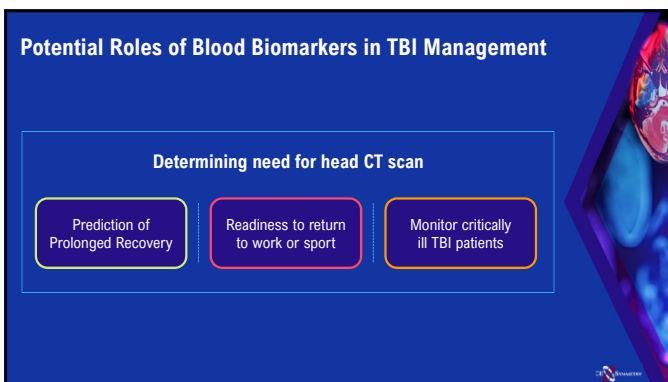 Potential Roles of Blood Biomarkers in TBI Management
Determining need for head CT scan
Prediction of
Prolonged Recovery
Readiness to return
to work or sport
Monitor critically
ill TBI patients